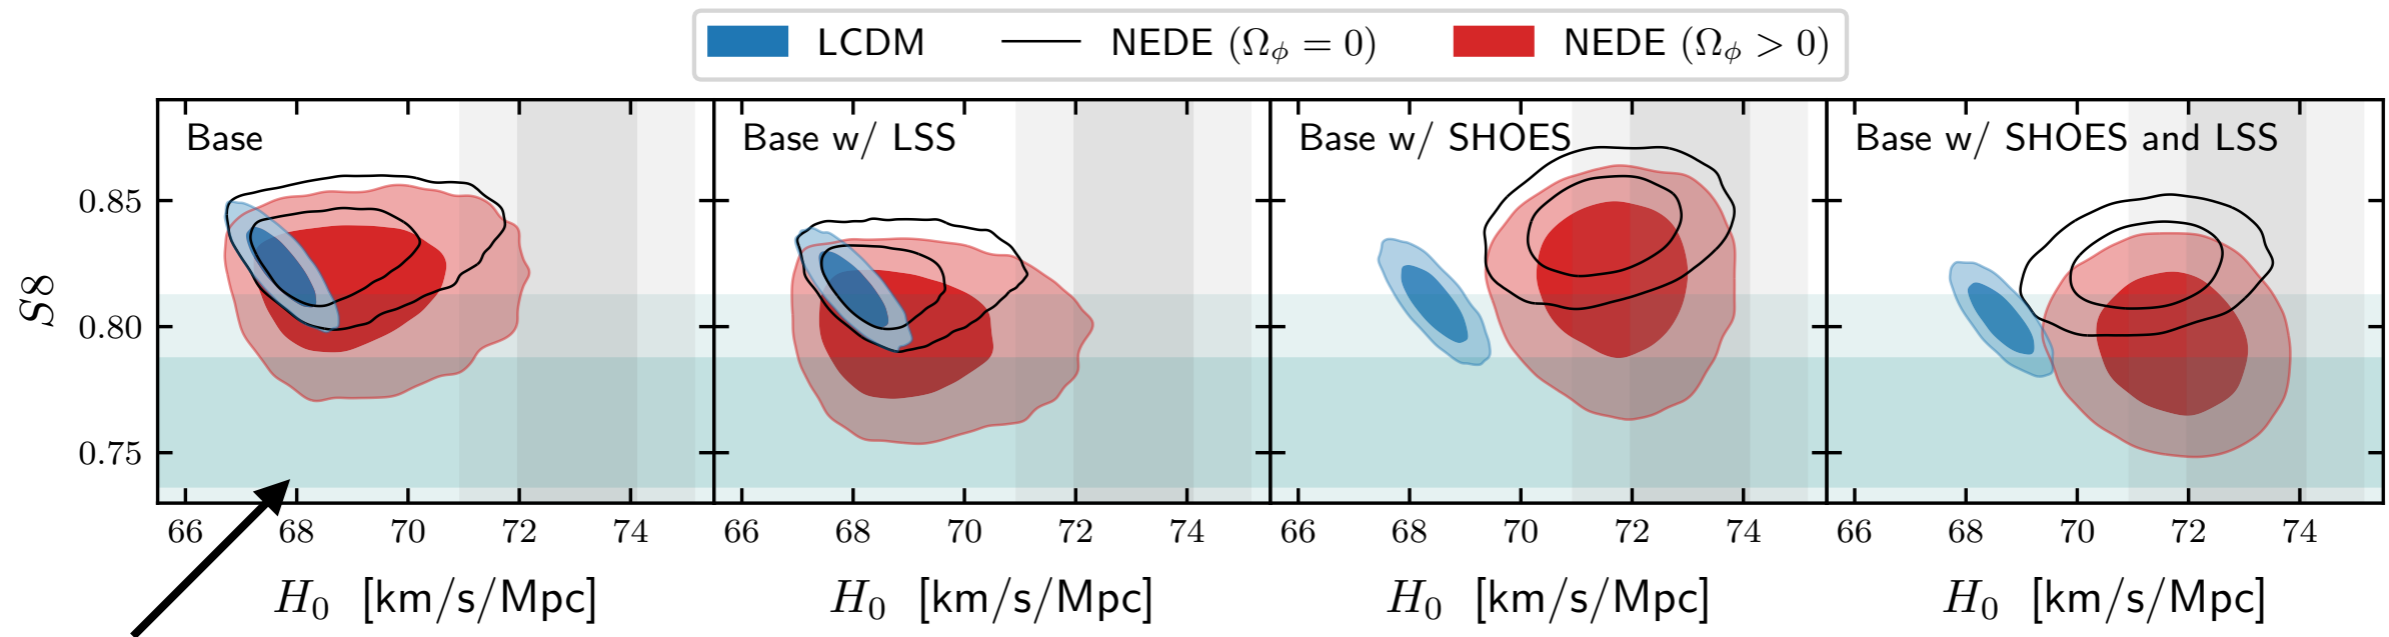 LCDM NEDE (Ω_ϕ = 0) NEDE (Ω_ϕ > 0)
Base Base w/ LSS Base w/ SHOES Base w/ SHOES and LSS
0.85
S8
0.80
0.75
66 68 70 72 74 66 68 70 72 74 66 68 70 72 74 66 68 70 72 74
H₀ [km/s/Mpc] H₀ [km/s/Mpc] H₀ [km/s/Mpc] H₀ [km/s/Mpc]